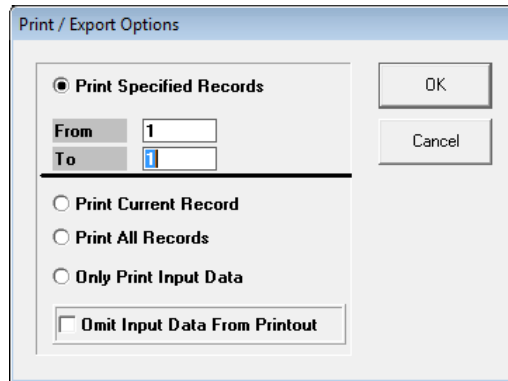 Print / Export Options
Print Specified Records
OK
From 1
To 1
Cancel
Print Current Record
Print All Records
Only Print Input Data
Omit Input Data From Printout